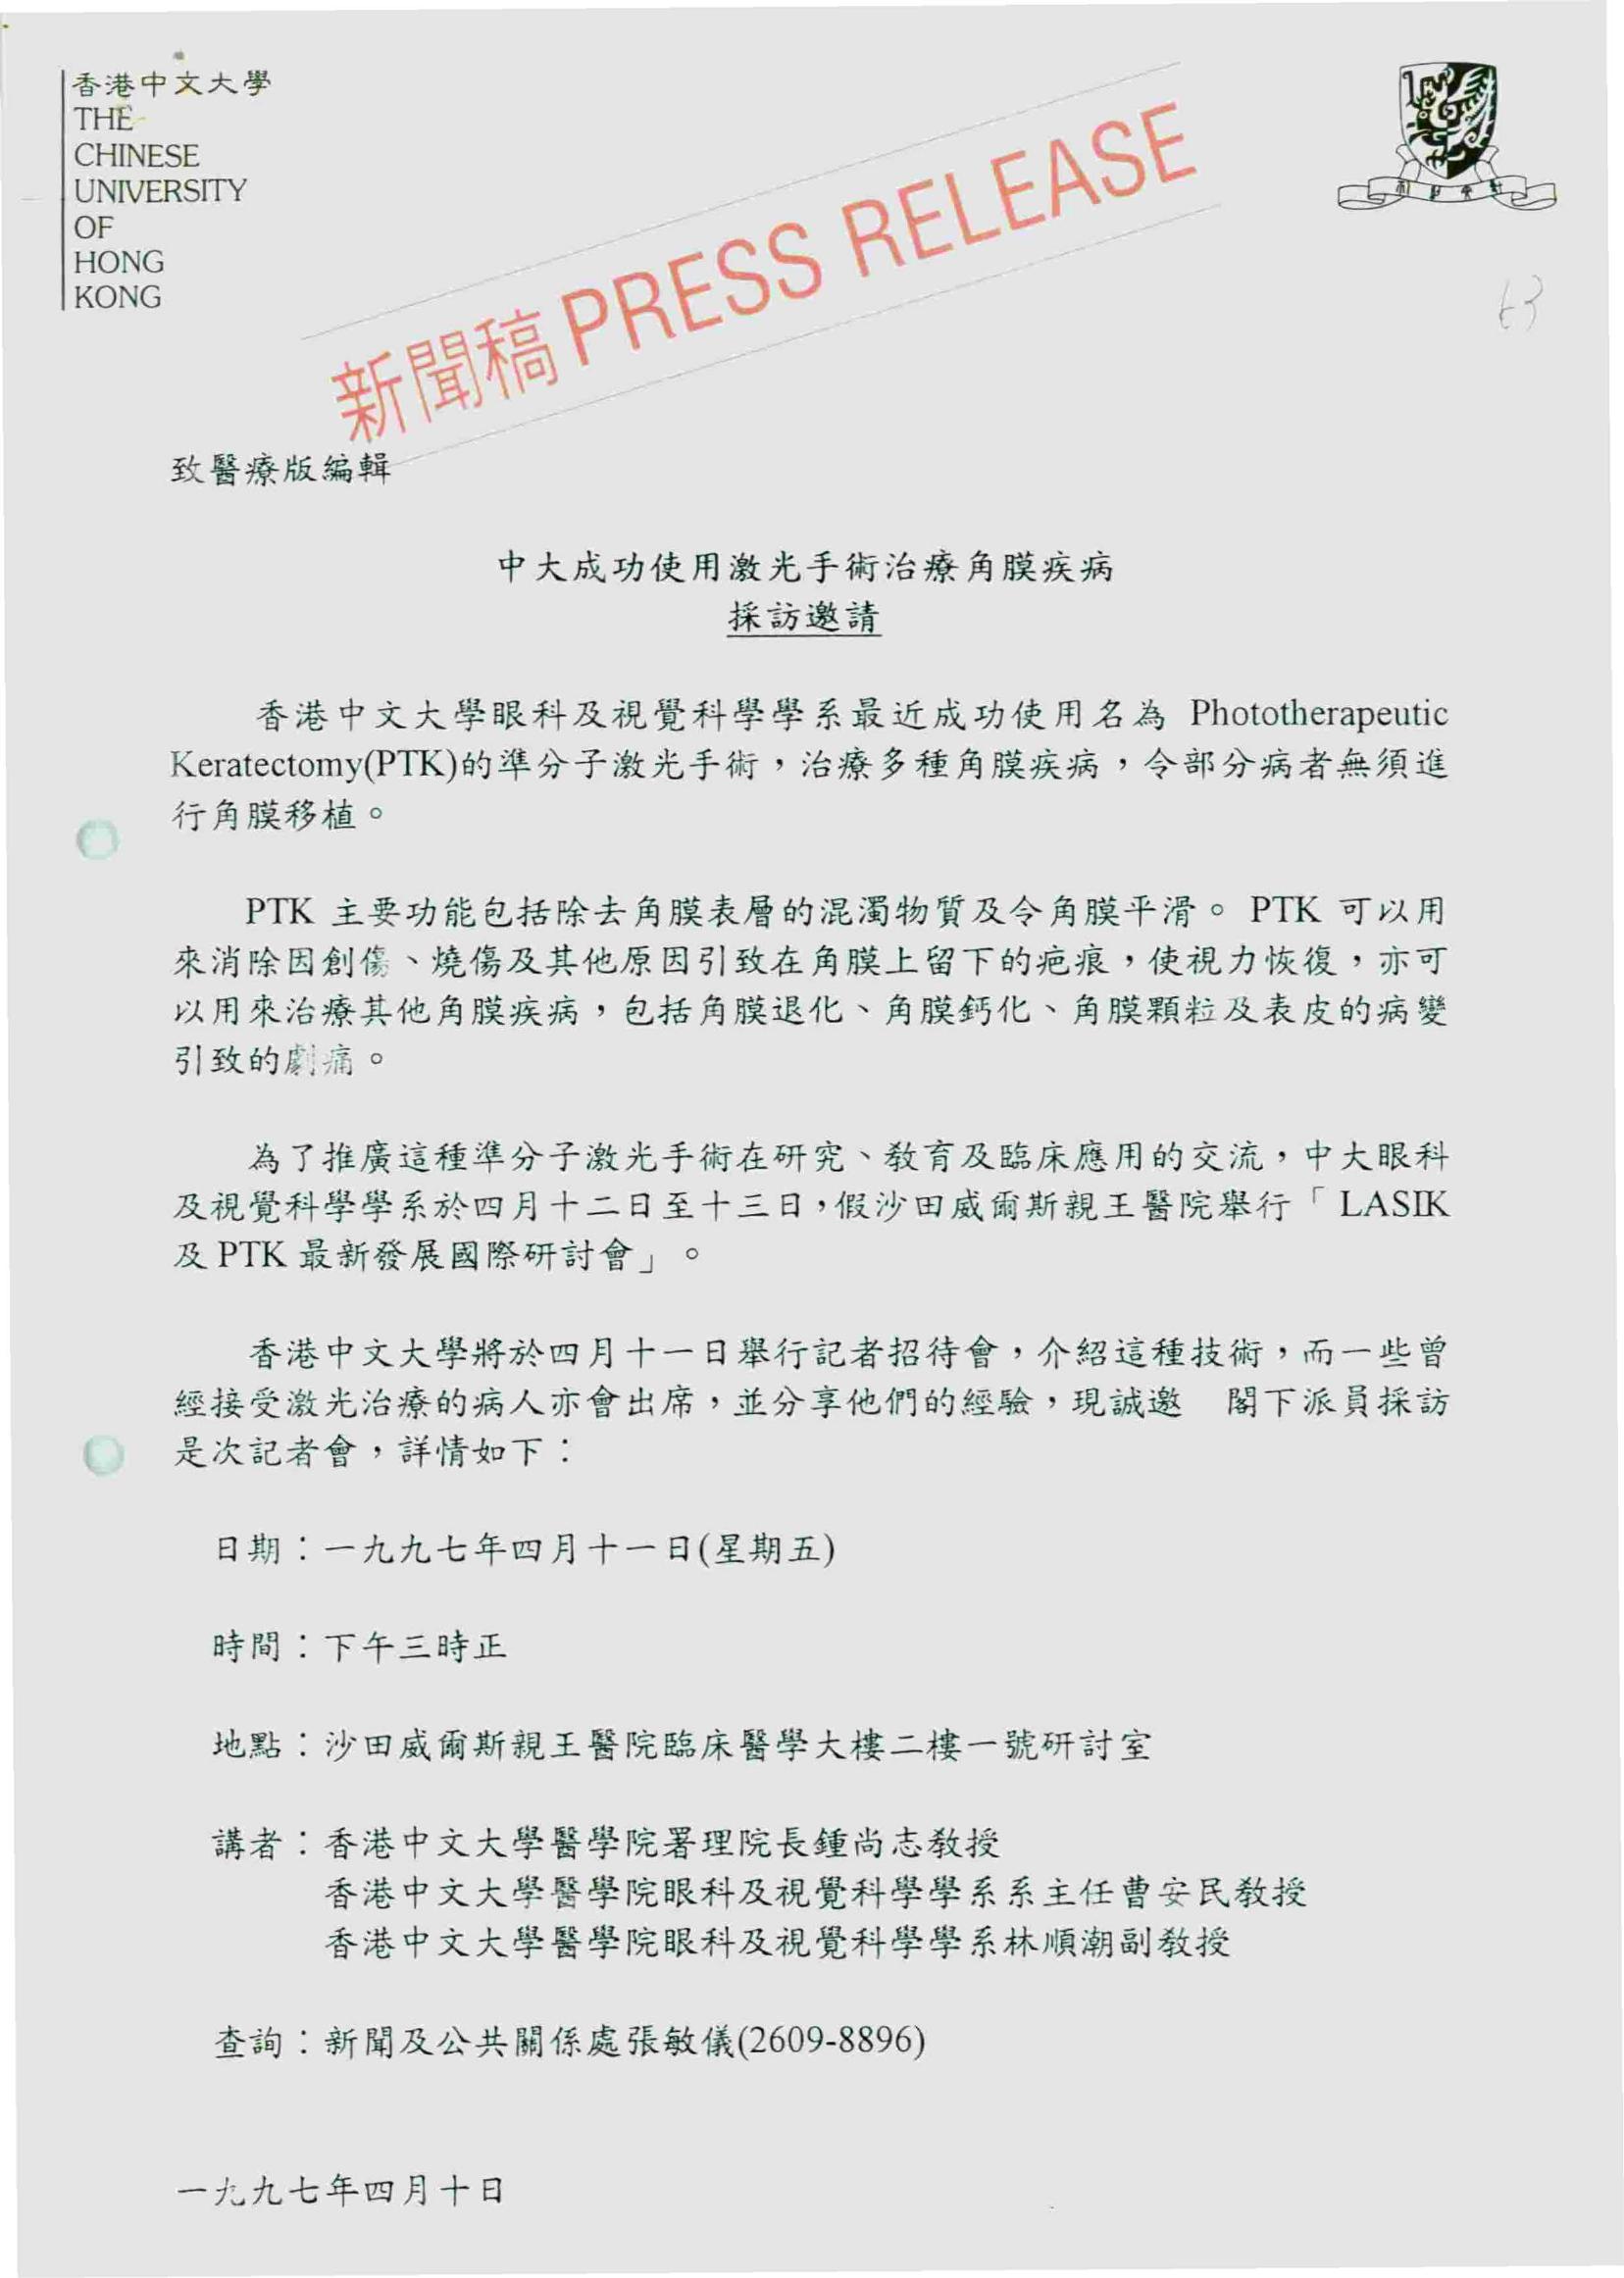 香港中文大學
THE
CHINESE
UNIVERSITY
OF
HONG
KONG
新聞稿 PRESS RELEASE
致醫療版編輯
中大成功使用激光手術治療角膜疾病
採訪邀請
香港中文大學眼科及視覺科學學系最近成功使用名為 Phototherapeutic
Keratectomy(PTK)的準分子激光手術，治療多種角膜疾病，令部分病者無須進
行角膜移植。
PTK 主要功能包括除去角膜表層的混濁物質及令角膜平滑。PTK 可以用
來消除因創傷、燒傷及其他原因引致在角膜上留下的疤痕，使視力恢復，亦可
以用來治療其他角膜疾病，包括角膜退化、角膜鈣化、角膜顆粒及表皮的病變
引致的劇痛。
為了推廣這種準分子激光手術在研究、教育及臨床應用的交流，中大眼科
及視覺科學學系於四月十二日至十三日，假沙田威爾斯親王醫院舉行「LASIK
及 PTK 最新發展國際研討會」。
香港中文大學將於四月十一日舉行記者招待會，介紹這種技術，而一些曾
經接受激光治療的病人亦會出席，並分享他們的經驗，現誠邀　閣下派員採訪
是次記者會，詳情如下：
日期：一九九七年四月十一日(星期五)
時間：下午三時正
地點：沙田威爾斯親王醫院臨床醫學大樓二樓一號研討室
講者：香港中文大學醫學院署理院長鍾尚志教授
香港中文大學醫學院眼科及視覺科學學系系主任曹安民教授
香港中文大學醫學院眼科及視覺科學學系林順潮副教授
查詢：新聞及公共關係處張敏儀(2609-8896)
一九九七年四月十日